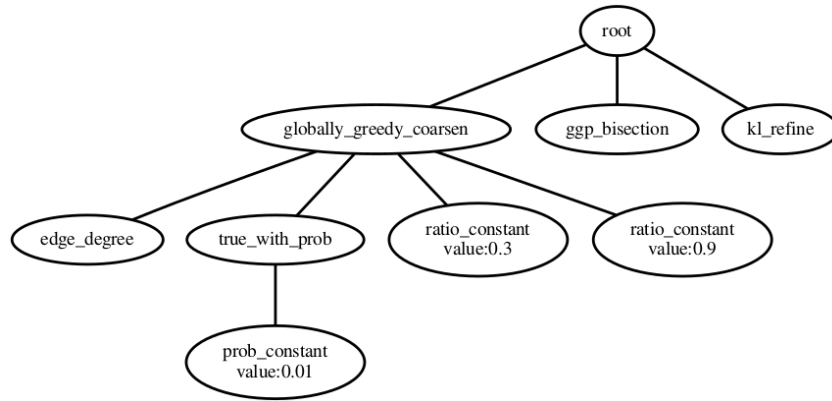 root
globally_greedy_coarsen
ggp_bisection
kl_refine
edge_degree
true_with_prob
ratio_constant
value:0.3
ratio_constant
value:0.9
prob_constant
value:0.01